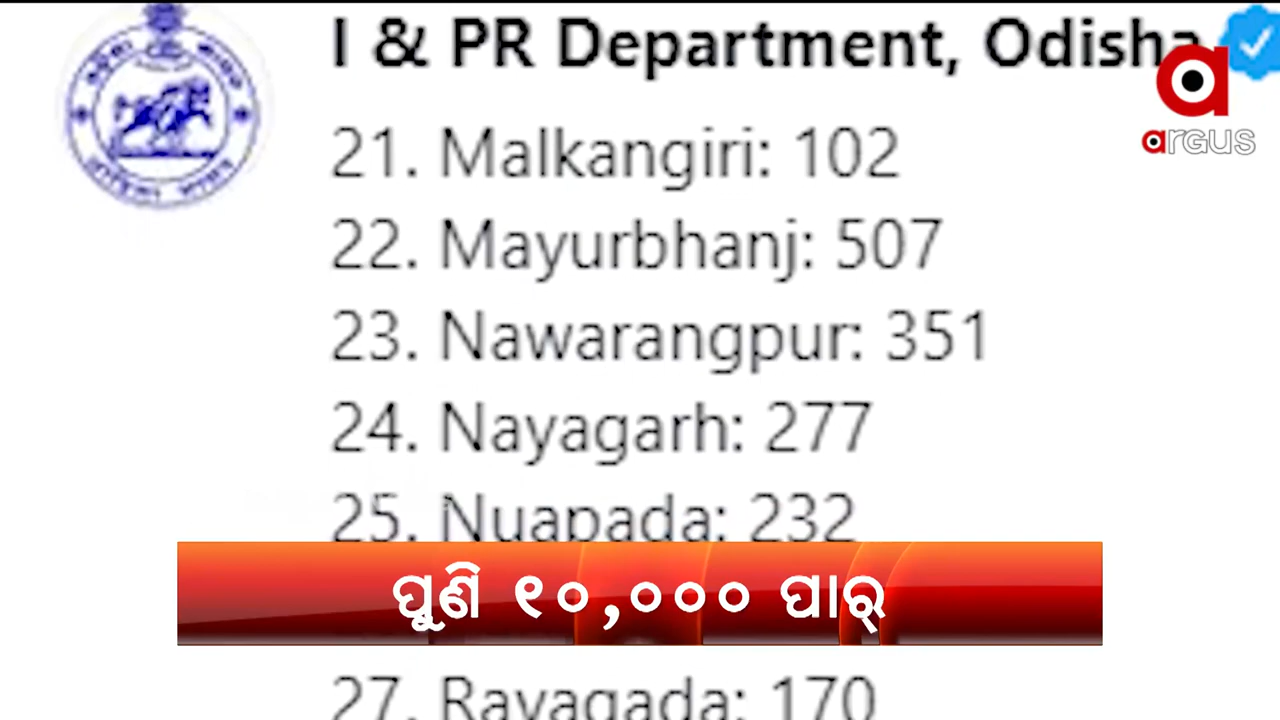 I & PR Department, Odisha
argus
21. Malkangiri: 102
22. Mayurbhanj: 507
23. Nawarangpur: 351
24. Nayagarh: 277
25. Nuapada: 232
ପୁଣି ୧୦,୦୦୦ ପାର୍
27. Rayagada: 170